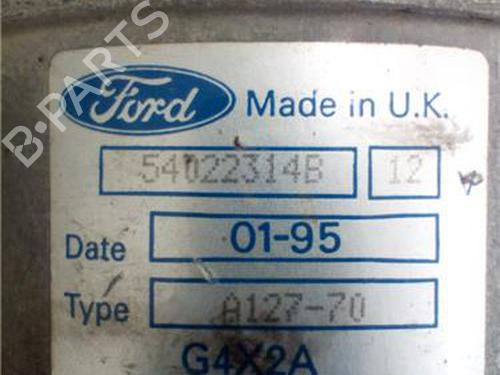 B-PARTS
Ford Made in U.K.
54022314B 12
Date 01-95
Type A127-70
G4X2A